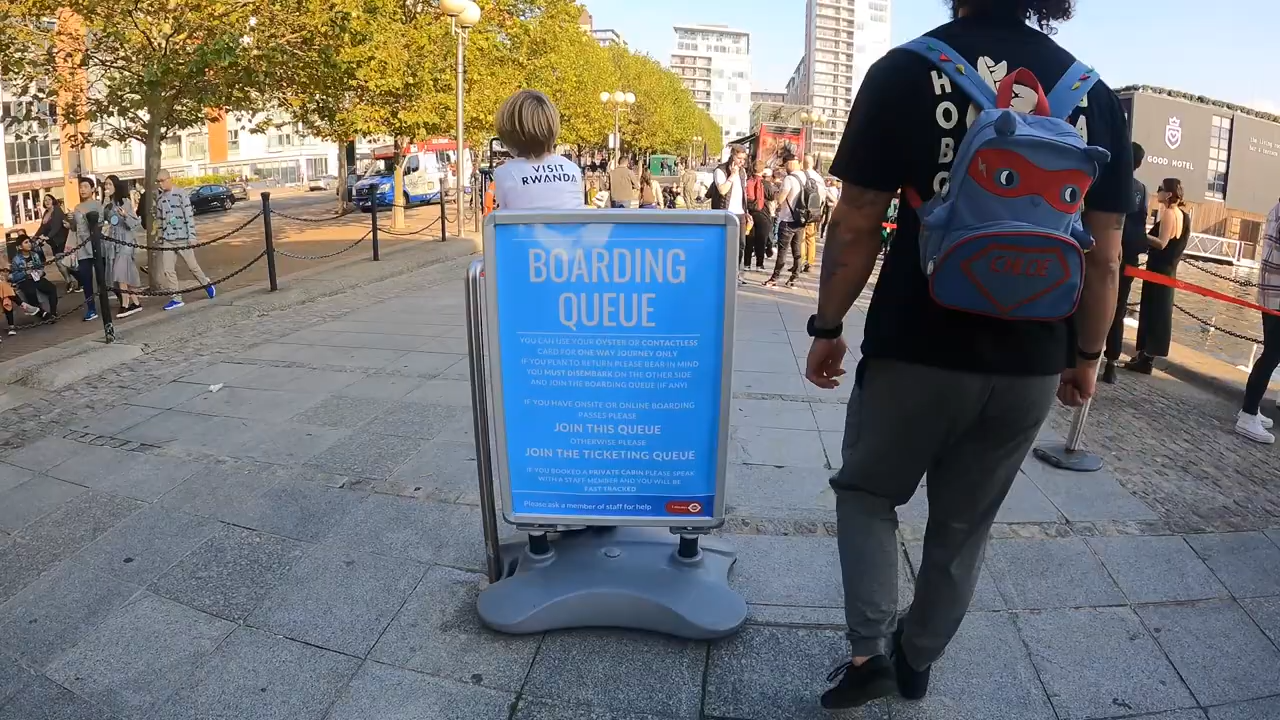 VISIT
RWANDA
HOBO
GOOD HOTEL
CHLOE
BOARDING
QUEUE
YOU CAN USE YOUR OYSTER OR CONTACTLESS
CARD FOR ONE WAY JOURNEY ONLY
IF YOU PLAN TO RETURN PLEASE BEAR IN MIND
YOU MUST DISEMBARK ON THE OTHER SIDE
AND JOIN THE BOARDING QUEUE (IF ANY)
IF YOU HAVE ONSITE OR ONLINE BOARDING
PASSES PLEASE
JOIN THIS QUEUE
OTHERWISE PLEASE
JOIN THE TICKETING QUEUE
IF YOU BOOKED A PRIVATE CABIN PLEASE SPEAK
WITH A STAFF MEMBER AND YOU WILL BE
FAST TRACKED
Please ask a member of staff for help